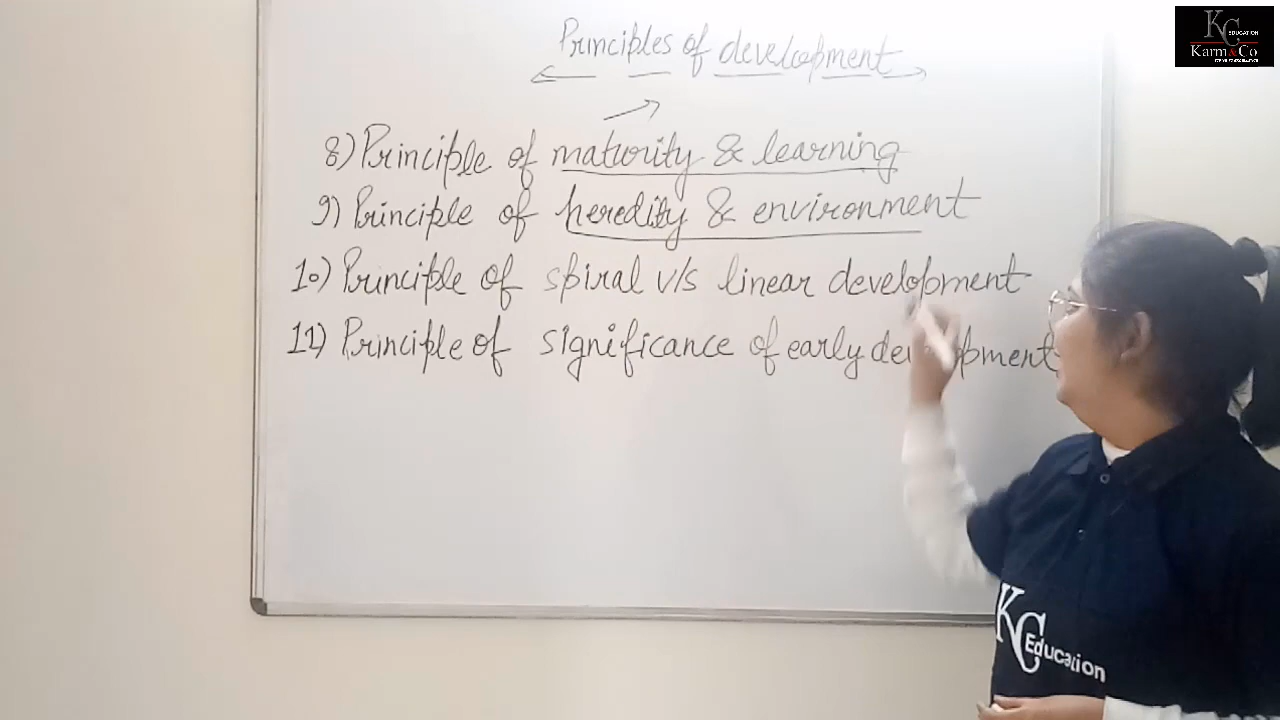 Principles of development
8) Principle of maturity & learning
9) Principle of heredity & environment
10) Principle of spiral v/s linear development
11) Principle of significance of early development
KC EDUCATION
Karm&Co
KC Education